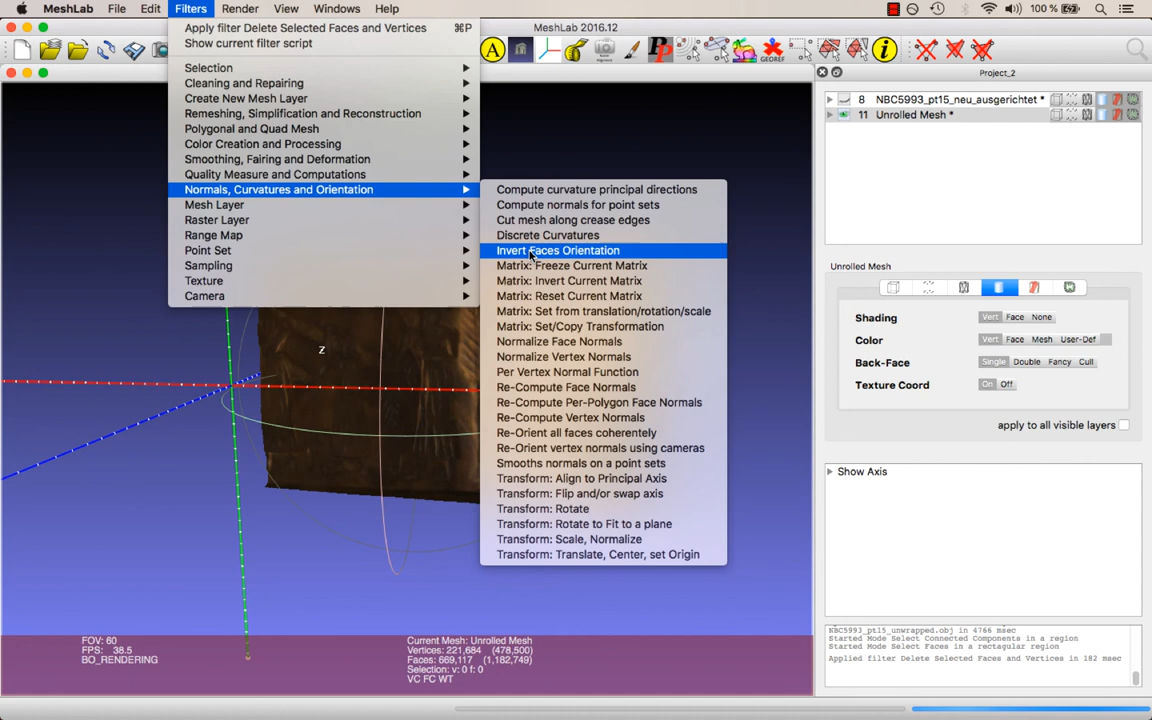 MeshLab File Edit Filters Render View Windows Help 100 %
MeshLab 2016.12
Apply filter Delete Selected Faces and Vertices ⌘P
Show current filter script
Selection
Cleaning and Repairing
Create New Mesh Layer
Remeshing, Simplification and Reconstruction
Polygonal and Quad Mesh
Color Creation and Processing
Smoothing, Fairing and Deformation
Quality Measure and Computations
Normals, Curvatures and Orientation
Mesh Layer
Raster Layer
Range Map
Point Set
Sampling
Texture
Camera
Compute curvature principal directions
Compute normals for point sets
Cut mesh along crease edges
Discrete Curvatures
Invert Faces Orientation
Matrix: Freeze Current Matrix
Matrix: Invert Current Matrix
Matrix: Reset Current Matrix
Matrix: Set from translation/rotation/scale
Matrix: Set/Copy Transformation
Normalize Face Normals
Normalize Vertex Normals
Per Vertex Normal Function
Re-Compute Face Normals
Re-Compute Per-Polygon Face Normals
Re-Compute Vertex Normals
Re-Orient all faces coherently
Re-Orient vertex normals using cameras
Smooths normals on a point sets
Transform: Align to Principal Axis
Transform: Flip and/or swap axis
Transform: Rotate
Transform: Rotate to Fit to a plane
Transform: Scale, Normalize
Transform: Translate, Center, set Origin
A
PP
GEOREF
Z
FOV: 60
FPS: 38.5
BO_RENDERING
Current Mesh: Unrolled Mesh
Vertices: 221,684 (478,500)
Faces: 669,117 (1,182,749)
Selection: v: 0 f: 0
VC FC WT
Project_2
8 NBC5993_pt15_neu_ausgerichtet *
11 Unrolled Mesh *
Unrolled Mesh
Shading Vert Face None
Color Vert Face Mesh User-Def
Back-Face Single Double Fancy Cull
Texture Coord On Off
apply to all visible layers
Show Axis
NBC5993_pt15_unwrapped.obj in 4766 msec
Started Mode Select Connected Components in a region
Started Mode Select Faces in a rectagular region
Applied filter Delete Selected Faces and Vertices in 182 msec